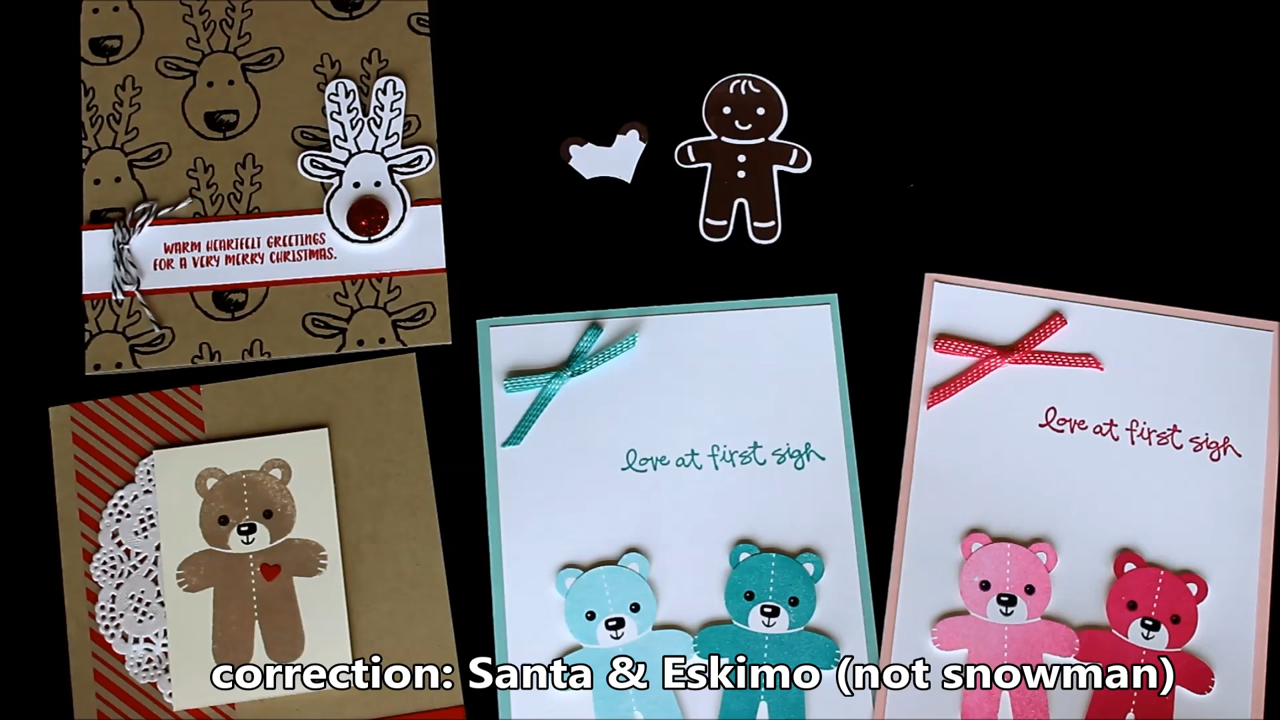 WARM HEARTFELT GREETINGS
FOR A VERY MERRY CHRISTMAS.
love at first sigh
love at first sigh
correction: Santa & Eskimo (not snowman)